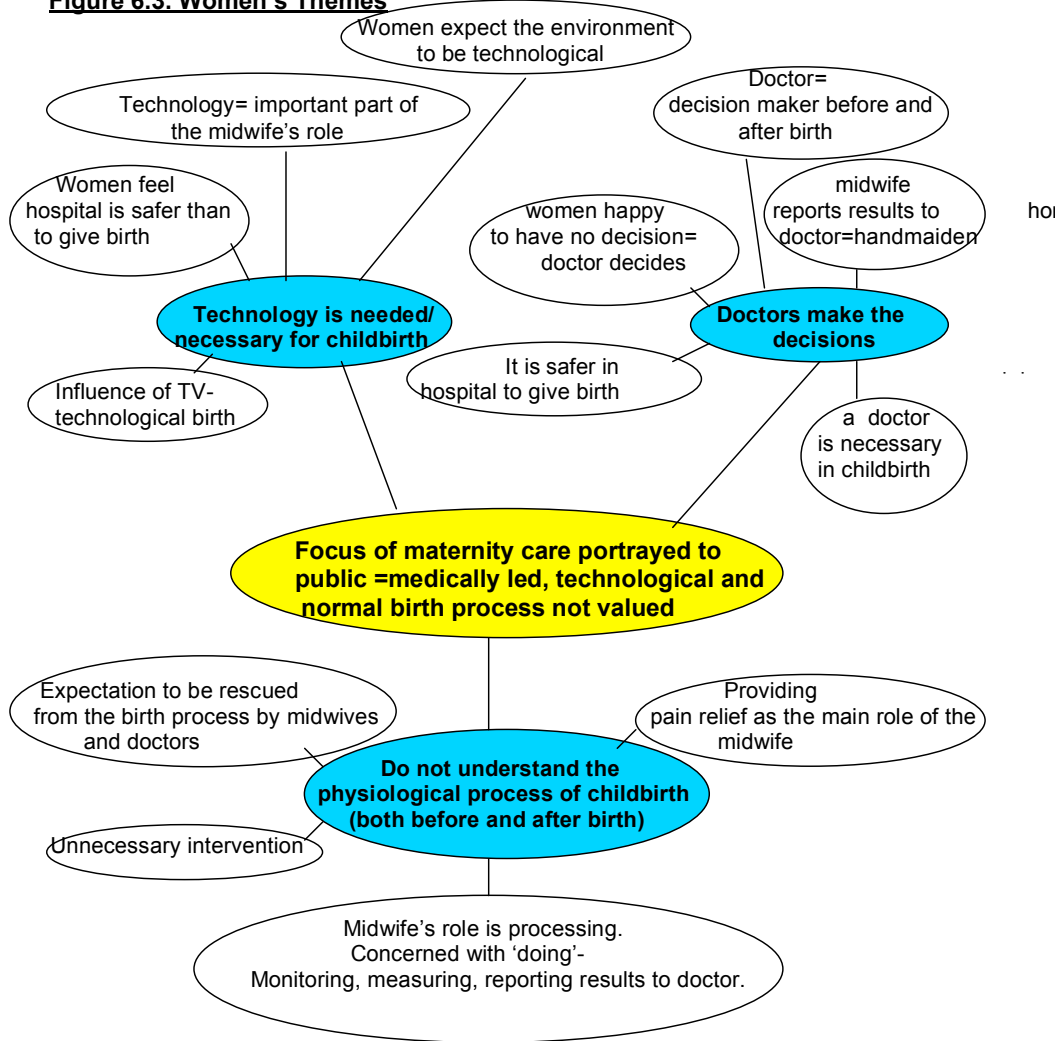 Figure 6.3. Women's Themes
Women expect the environment
to be technological
Technology= important part of
the midwife's role
Doctor=
decision maker before and
after birth
Women feel
hospital is safer than
to give birth
women happy
to have no decision=
doctor decides
midwife
reports results to
doctor=handmaiden
Technology is needed/
necessary for childbirth
Doctors make the
decisions
It is safer in
hospital to give birth
Influence of TV-
technological birth
a doctor
is necessary
in childbirth
Focus of maternity care portrayed to
public =medically led, technological and
normal birth process not valued
Expectation to be rescued
from the birth process by midwives
and doctors
Providing
pain relief as the main role of the
midwife
Do not understand the
physiological process of childbirth
(both before and after birth)
Unnecessary intervention
Midwife's role is processing.
Concerned with 'doing'-
Monitoring, measuring, reporting results to doctor.